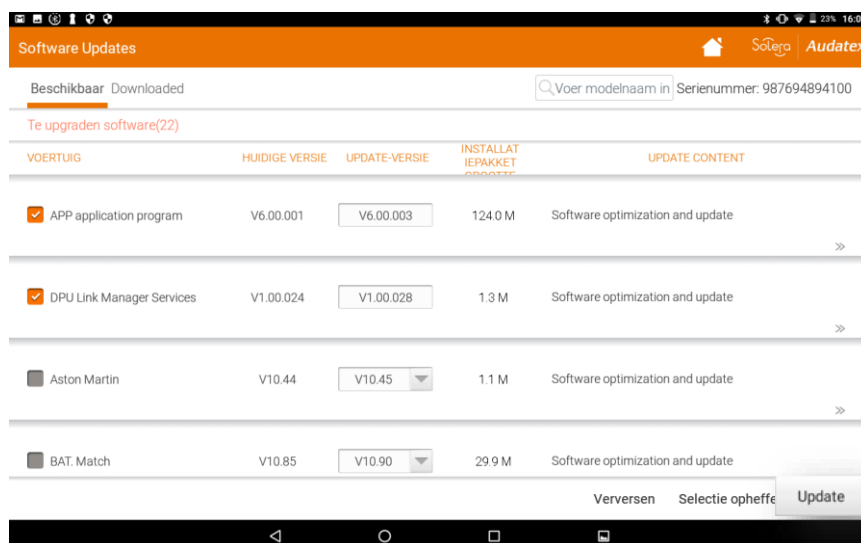 23% 16:0
Software Updates
Solera Audatex
Beschikbaar Downloaded
Voer modelnaam in Serienummer: 987694894100
Te upgraden software(22)
VOERTUIG HUIDIGE VERSIE UPDATE-VERSIE INSTALLAT UPDATE CONTENT
IEPAKKET
GROOTTE
APP application program V6.00.001 V6.00.003 124.0 M Software optimization and update
DPU Link Manager Services V1.00.024 V1.00.028 1.3 M Software optimization and update
Aston Martin V10.44 V10.45 1.1 M Software optimization and update
BAT. Match V10.85 V10.90 29.9 M Software optimization and update
Verversen Selectie opheffe Update